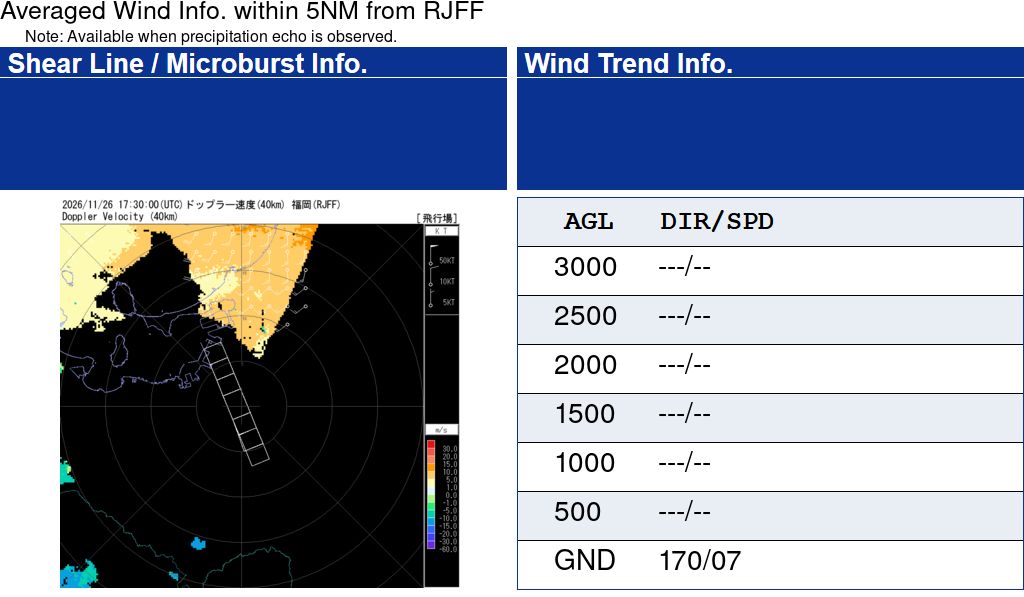 Averaged Wind Info. within 5NM from RJFF
Note: Available when precipitation echo is observed.
Shear Line / Microburst Info.
Wind Trend Info.
2026/11/26 17:30:00(UTC) ドップラー速度(40km) 福岡(RJFF)
Doppler Velocity (40km)
[飛行場]
KT
50KT
10KT
5KT
m/s
30.0
20.0
15.0
10.0
5.0
1.0
0.0
-1.0
-5.0
-10.0
-15.0
-20.0
-30.0
-60.0
AGL DIR/SPD
3000 ---/--
2500 ---/--
2000 ---/--
1500 ---/--
1000 ---/--
500 ---/--
GND 170/07